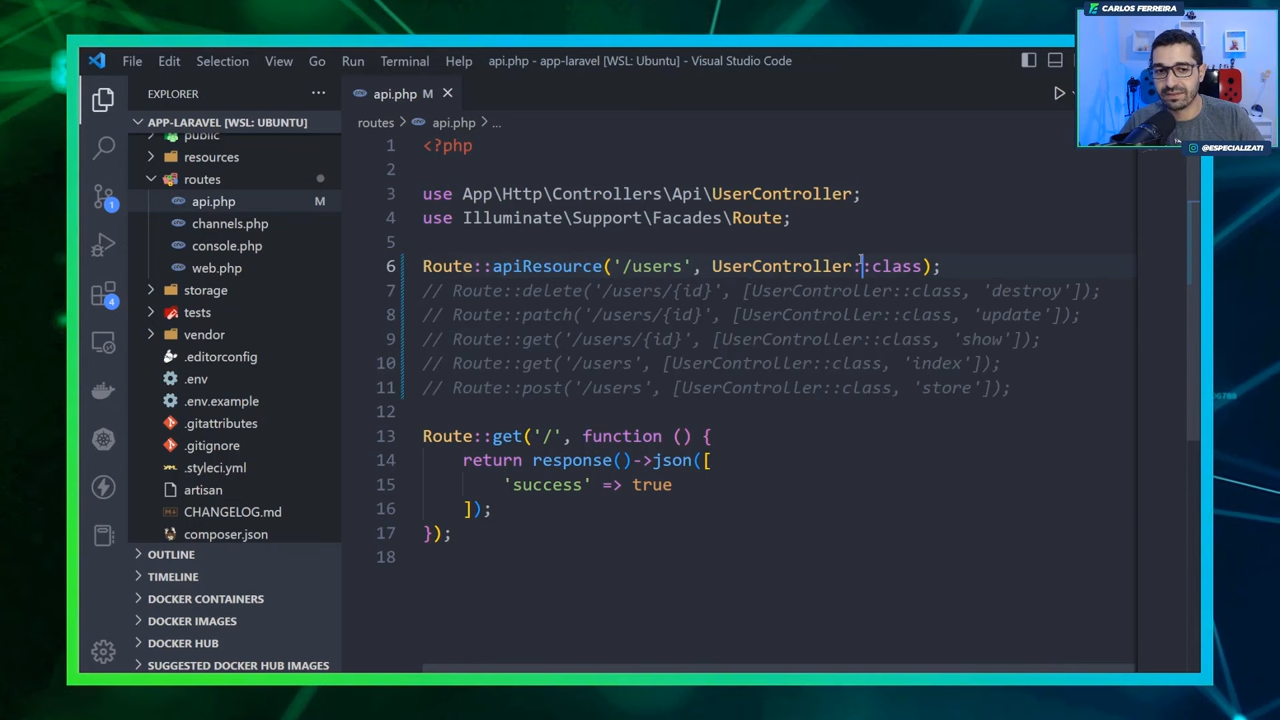 CARLOS FERREIRA
@ESPECIALIZATI
File Edit Selection View Go Run Terminal Help api.php - app-laravel [WSL: Ubuntu] - Visual Studio Code
EXPLORER
APP-LARAVEL [WSL: UBUNTU]
public
resources
routes
api.php M
channels.php
console.php
web.php
storage
tests
vendor
.editorconfig
.env
.env.example
.gitattributes
.gitignore
.styleci.yml
artisan
CHANGELOG.md
composer.json
OUTLINE
TIMELINE
DOCKER CONTAINERS
DOCKER IMAGES
DOCKER HUB
SUGGESTED DOCKER HUB IMAGES
1
4
api.php M
routes > api.php > ...
1 <?php
2
3 use App\Http\Controllers\Api\UserController;
4 use Illuminate\Support\Facades\Route;
5
6 Route::apiResource('/users', UserController::class);
7 // Route::delete('/users/{id}', [UserController::class, 'destroy']);
8 // Route::patch('/users/{id}', [UserController::class, 'update']);
9 // Route::get('/users/{id}', [UserController::class, 'show']);
10 // Route::get('/users', [UserController::class, 'index']);
11 // Route::post('/users', [UserController::class, 'store']);
12
13 Route::get('/', function () {
14 return response()->json([
15 'success' => true
16 ]);
17 });
18